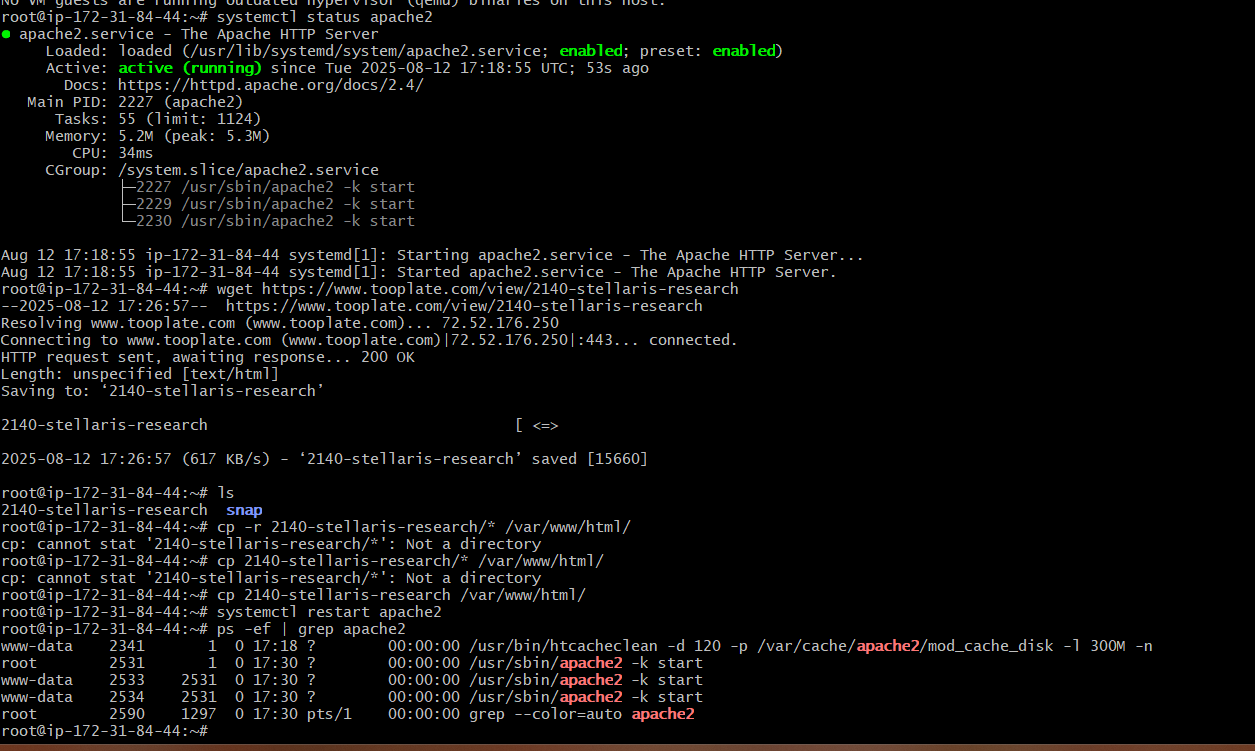 No VM guests are running outdated hypervisor (qemu) binaries on this host.
root@ip-172-31-84-44:~# systemctl status apache2
● apache2.service - The Apache HTTP Server
     Loaded: loaded (/usr/lib/systemd/system/apache2.service; enabled; preset: enabled)
     Active: active (running) since Tue 2025-08-12 17:18:55 UTC; 53s ago
       Docs: https://httpd.apache.org/docs/2.4/
   Main PID: 2227 (apache2)
      Tasks: 55 (limit: 1124)
     Memory: 5.2M (peak: 5.3M)
        CPU: 34ms
     CGroup: /system.slice/apache2.service
             ├─2227 /usr/sbin/apache2 -k start
             ├─2229 /usr/sbin/apache2 -k start
             └─2230 /usr/sbin/apache2 -k start
Aug 12 17:18:55 ip-172-31-84-44 systemd[1]: Starting apache2.service - The Apache HTTP Server...
Aug 12 17:18:55 ip-172-31-84-44 systemd[1]: Started apache2.service - The Apache HTTP Server.
root@ip-172-31-84-44:~# wget https://www.tooplate.com/view/2140-stellaris-research
--2025-08-12 17:26:57--  https://www.tooplate.com/view/2140-stellaris-research
Resolving www.tooplate.com (www.tooplate.com)... 72.52.176.250
Connecting to www.tooplate.com (www.tooplate.com)|72.52.176.250|:443... connected.
HTTP request sent, awaiting response... 200 OK
Length: unspecified [text/html]
Saving to: ‘2140-stellaris-research’
2140-stellaris-research                                  [ <=>
2025-08-12 17:26:57 (617 KB/s) - ‘2140-stellaris-research’ saved [15660]
root@ip-172-31-84-44:~# ls
2140-stellaris-research  snap
root@ip-172-31-84-44:~# cp -r 2140-stellaris-research/* /var/www/html/
cp: cannot stat '2140-stellaris-research/*': Not a directory
root@ip-172-31-84-44:~# cp 2140-stellaris-research/* /var/www/html/
cp: cannot stat '2140-stellaris-research/*': Not a directory
root@ip-172-31-84-44:~# cp 2140-stellaris-research /var/www/html/
root@ip-172-31-84-44:~# systemctl restart apache2
root@ip-172-31-84-44:~# ps -ef | grep apache2
www-data    2341       1  0 17:18 ?        00:00:00 /usr/bin/htcacheclean -d 120 -p /var/cache/apache2/mod_cache_disk -l 300M -n
root        2531       1  0 17:30 ?        00:00:00 /usr/sbin/apache2 -k start
www-data    2533    2531  0 17:30 ?        00:00:00 /usr/sbin/apache2 -k start
www-data    2534    2531  0 17:30 ?        00:00:00 /usr/sbin/apache2 -k start
root        2590    1297  0 17:30 pts/1    00:00:00 grep --color=auto apache2
root@ip-172-31-84-44:~#